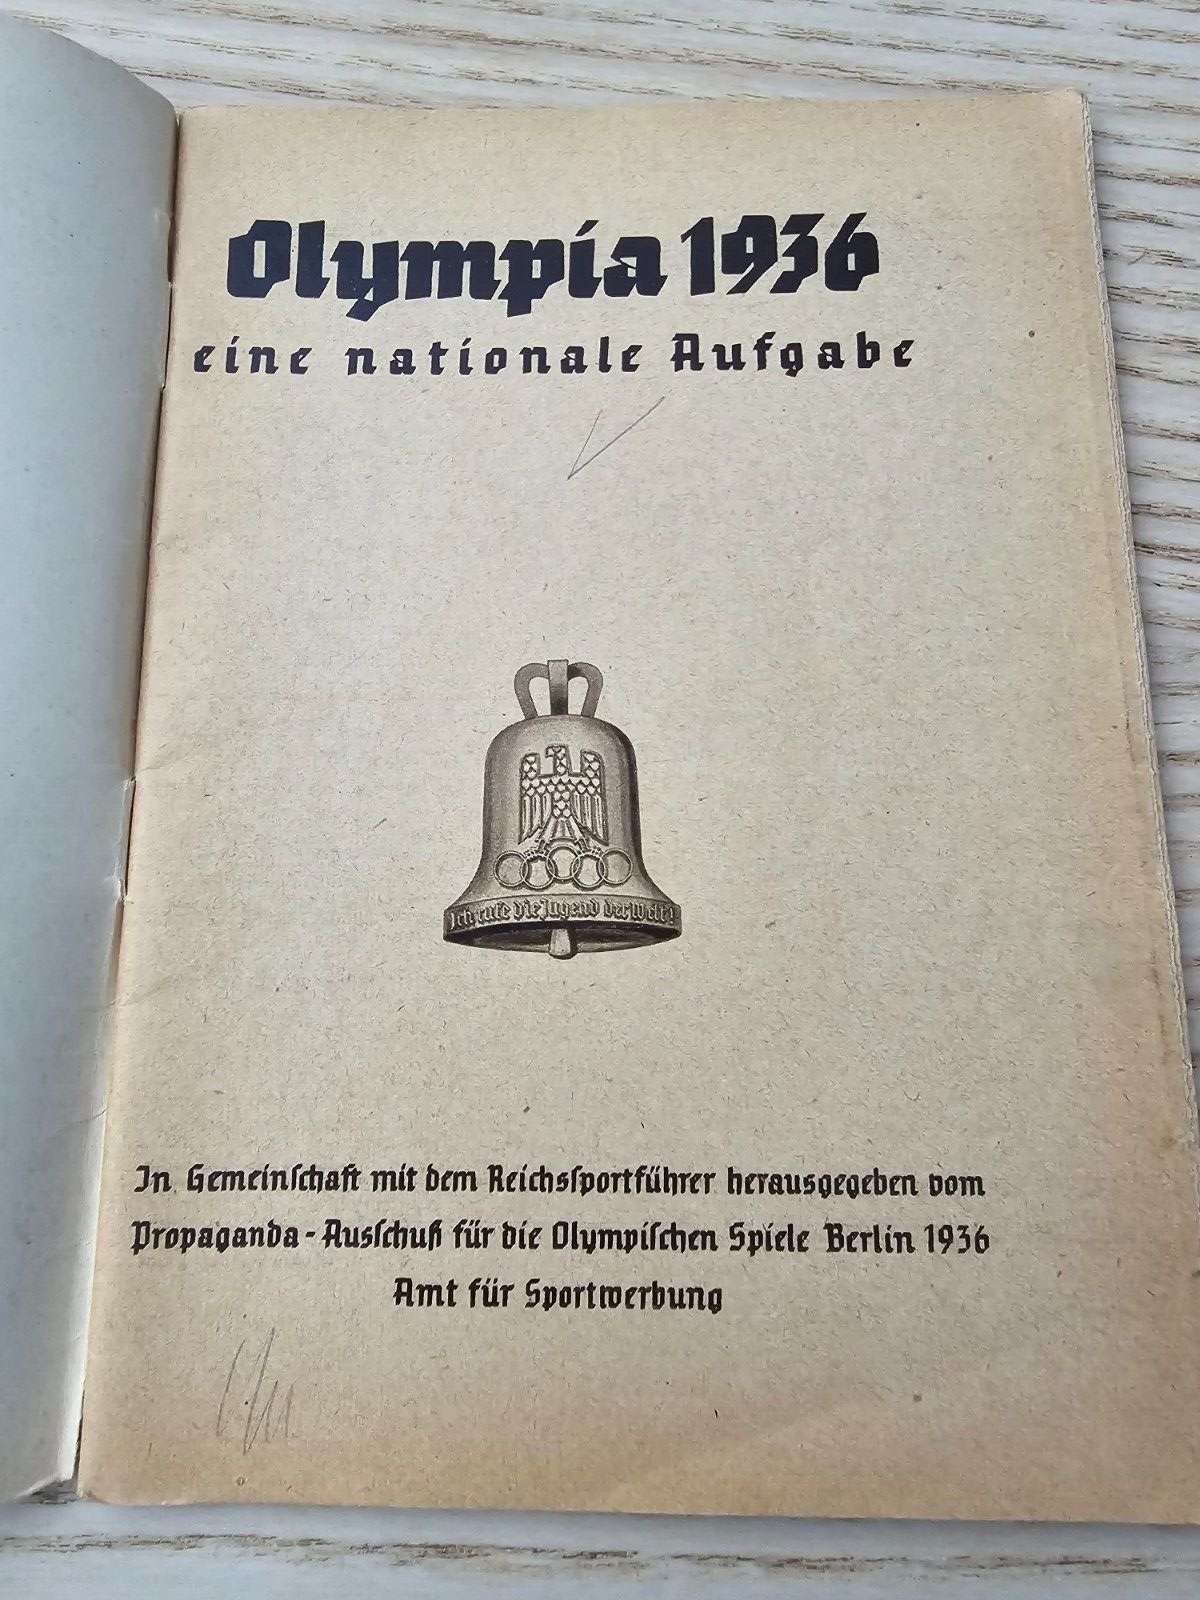 Olympia 1936
eine nationale Aufgabe
Ich rufe die Jugend der Welt!
In Gemeinſchaft mit dem Reichsſportführer herausgegeben vom
Propaganda-Ausſchuß für die Olympiſchen Spiele Berlin 1936
Amt für Sportwerbung